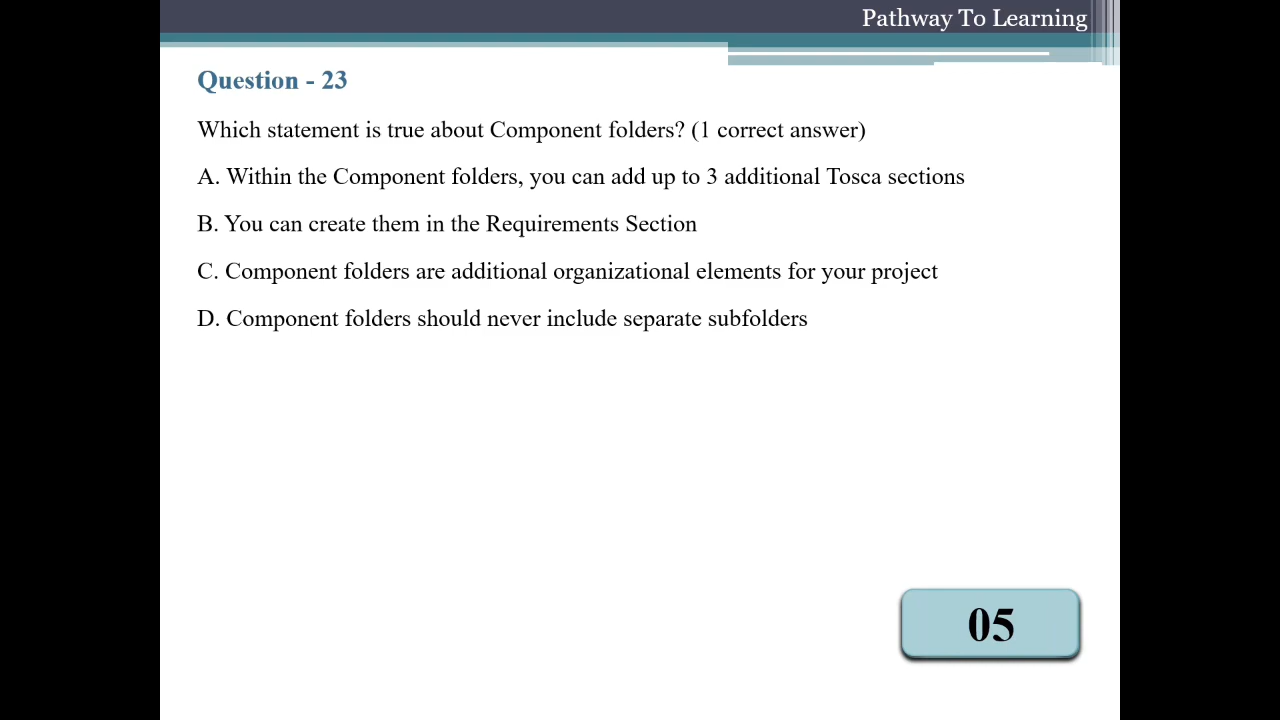 Pathway To Learning
Question - 23
Which statement is true about Component folders? (1 correct answer)
A. Within the Component folders, you can add up to 3 additional Tosca sections
B. You can create them in the Requirements Section
C. Component folders are additional organizational elements for your project
D. Component folders should never include separate subfolders
05